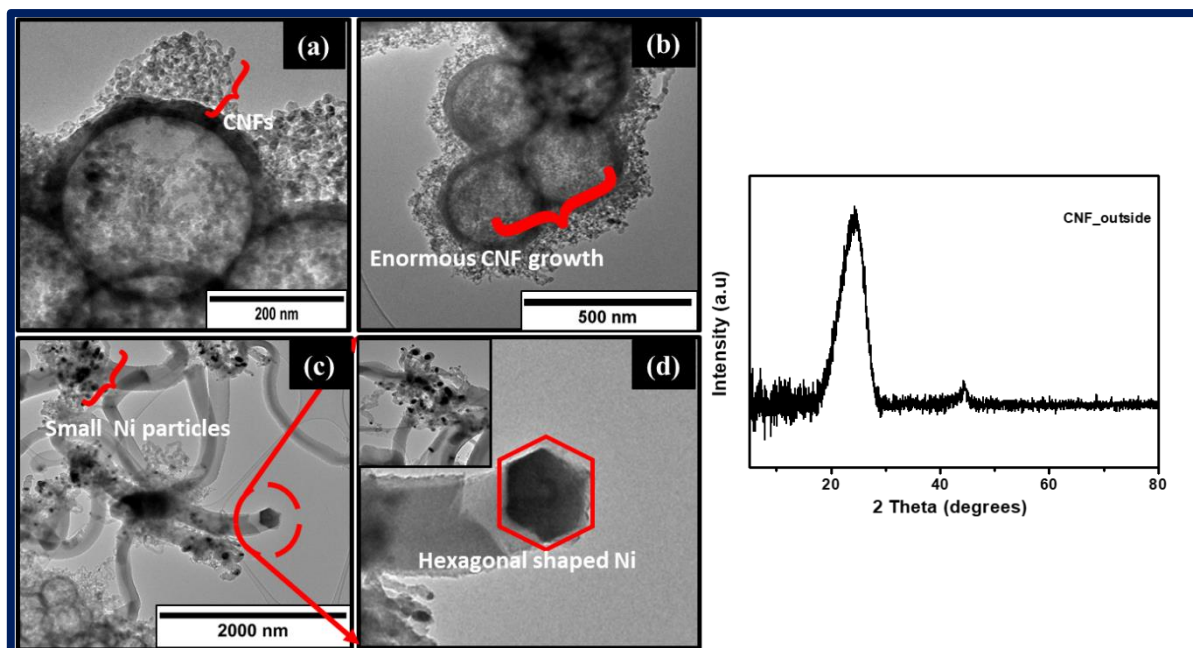 (a)
CNFs
200 nm
(b)
Enormous CNF growth
500 nm
(c)
Small Ni particles
2000 nm
(d)
Hexagonal shaped Ni
CNF_outside
Intensity (a.u)
20
40
60
80
2 Theta (degrees)